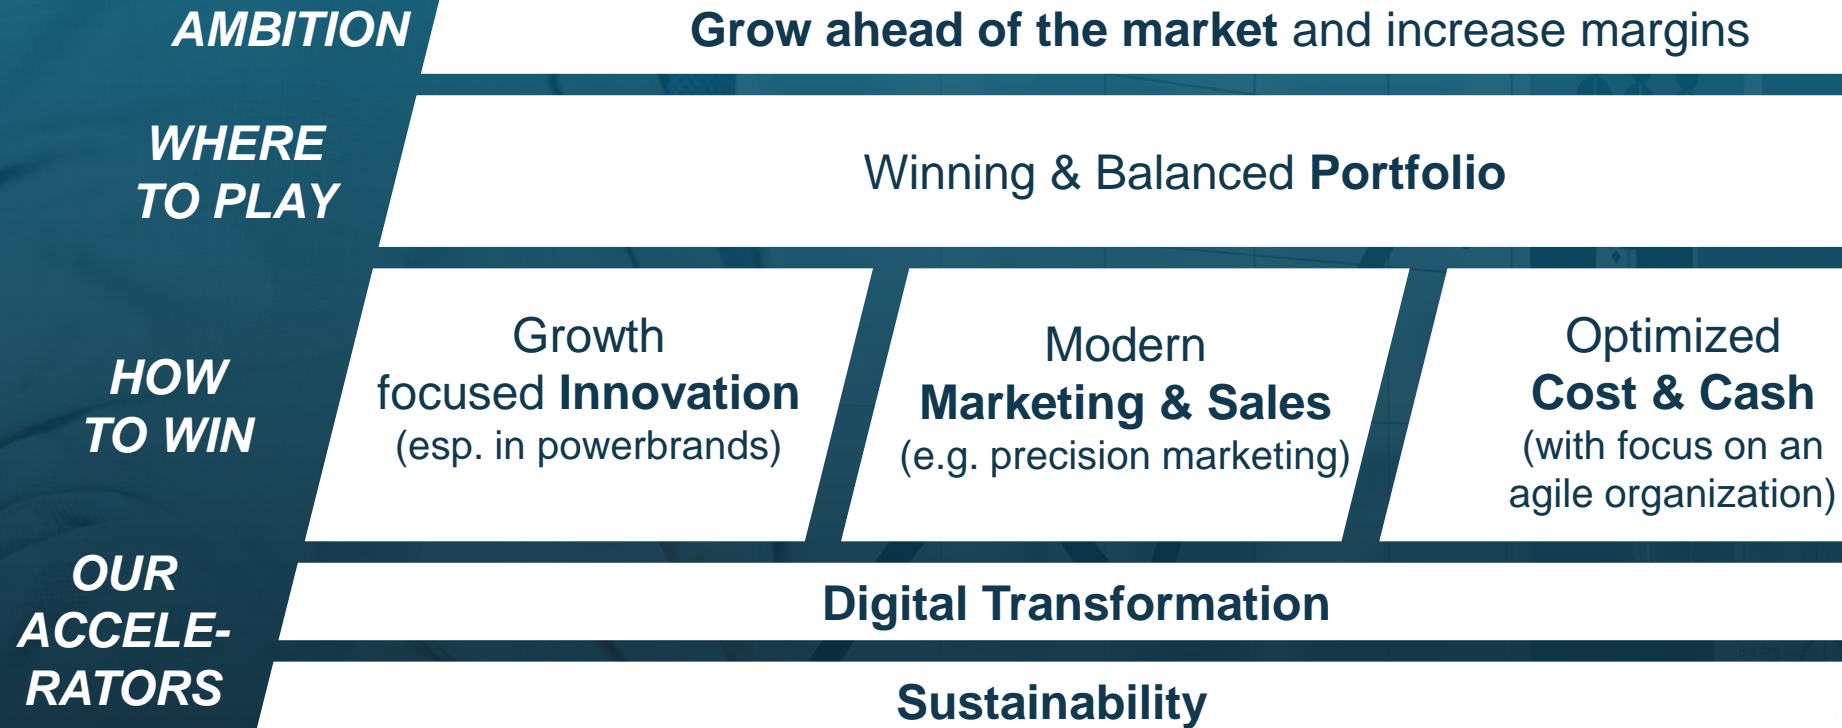 AMBITION
Grow ahead of the market and increase margins
WHERE
TO PLAY
Winning & Balanced Portfolio
HOW
TO WIN
Growth
focused Innovation
(esp. in powerbrands)
Modern
Marketing & Sales
(e.g. precision marketing)
Optimized
Cost & Cash
(with focus on an
agile organization)
OUR
ACCELE-
RATORS
Digital Transformation
Sustainability